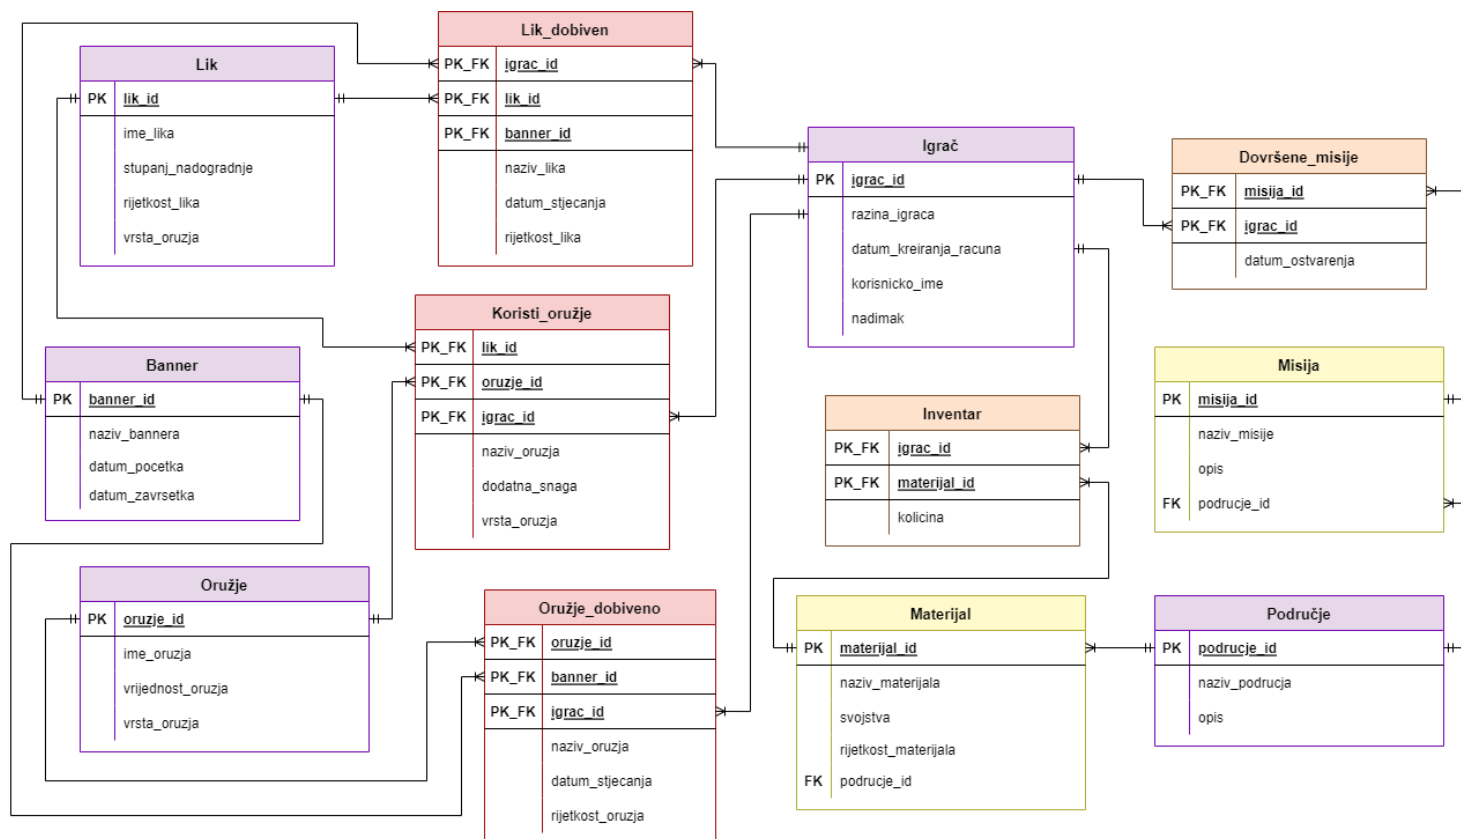 Lik_dobiven
PK_FK igrac_id
PK_FK lik_id
PK_FK banner_id
naziv_lika
datum_stjecanja
rijetkost_lika
Lik
PK lik_id
ime_lika
stupanj_nadogradnje
rijetkost_lika
vrsta_oruzja
Igrač
PK igrac_id
razina_igraca
datum_kreiranja_racuna
korisnicko_ime
nadimak
Dovršene_misije
PK_FK misija_id
PK_FK igrac_id
datum_ostvarenja
Koristi_oružje
PK_FK lik_id
PK_FK oruzje_id
PK_FK igrac_id
naziv_oruzja
dodatna_snaga
vrsta_oruzja
Banner
PK banner_id
naziv_bannera
datum_pocetka
datum_zavrsetka
Misija
PK misija_id
naziv_misije
opis
FK podrucje_id
Inventar
PK_FK igrac_id
PK_FK materijal_id
kolicina
Oružje
PK oruzje_id
ime_oruzja
vrijednost_oruzja
vrsta_oruzja
Oružje_dobiveno
PK_FK oruzje_id
PK_FK banner_id
PK_FK igrac_id
naziv_oruzja
datum_stjecanja
rijetkost_oruzja
Materijal
PK materijal_id
naziv_materijala
svojstva
rijetkost_materijala
FK podrucje_id
Područje
PK podrucje_id
naziv_podrucja
opis